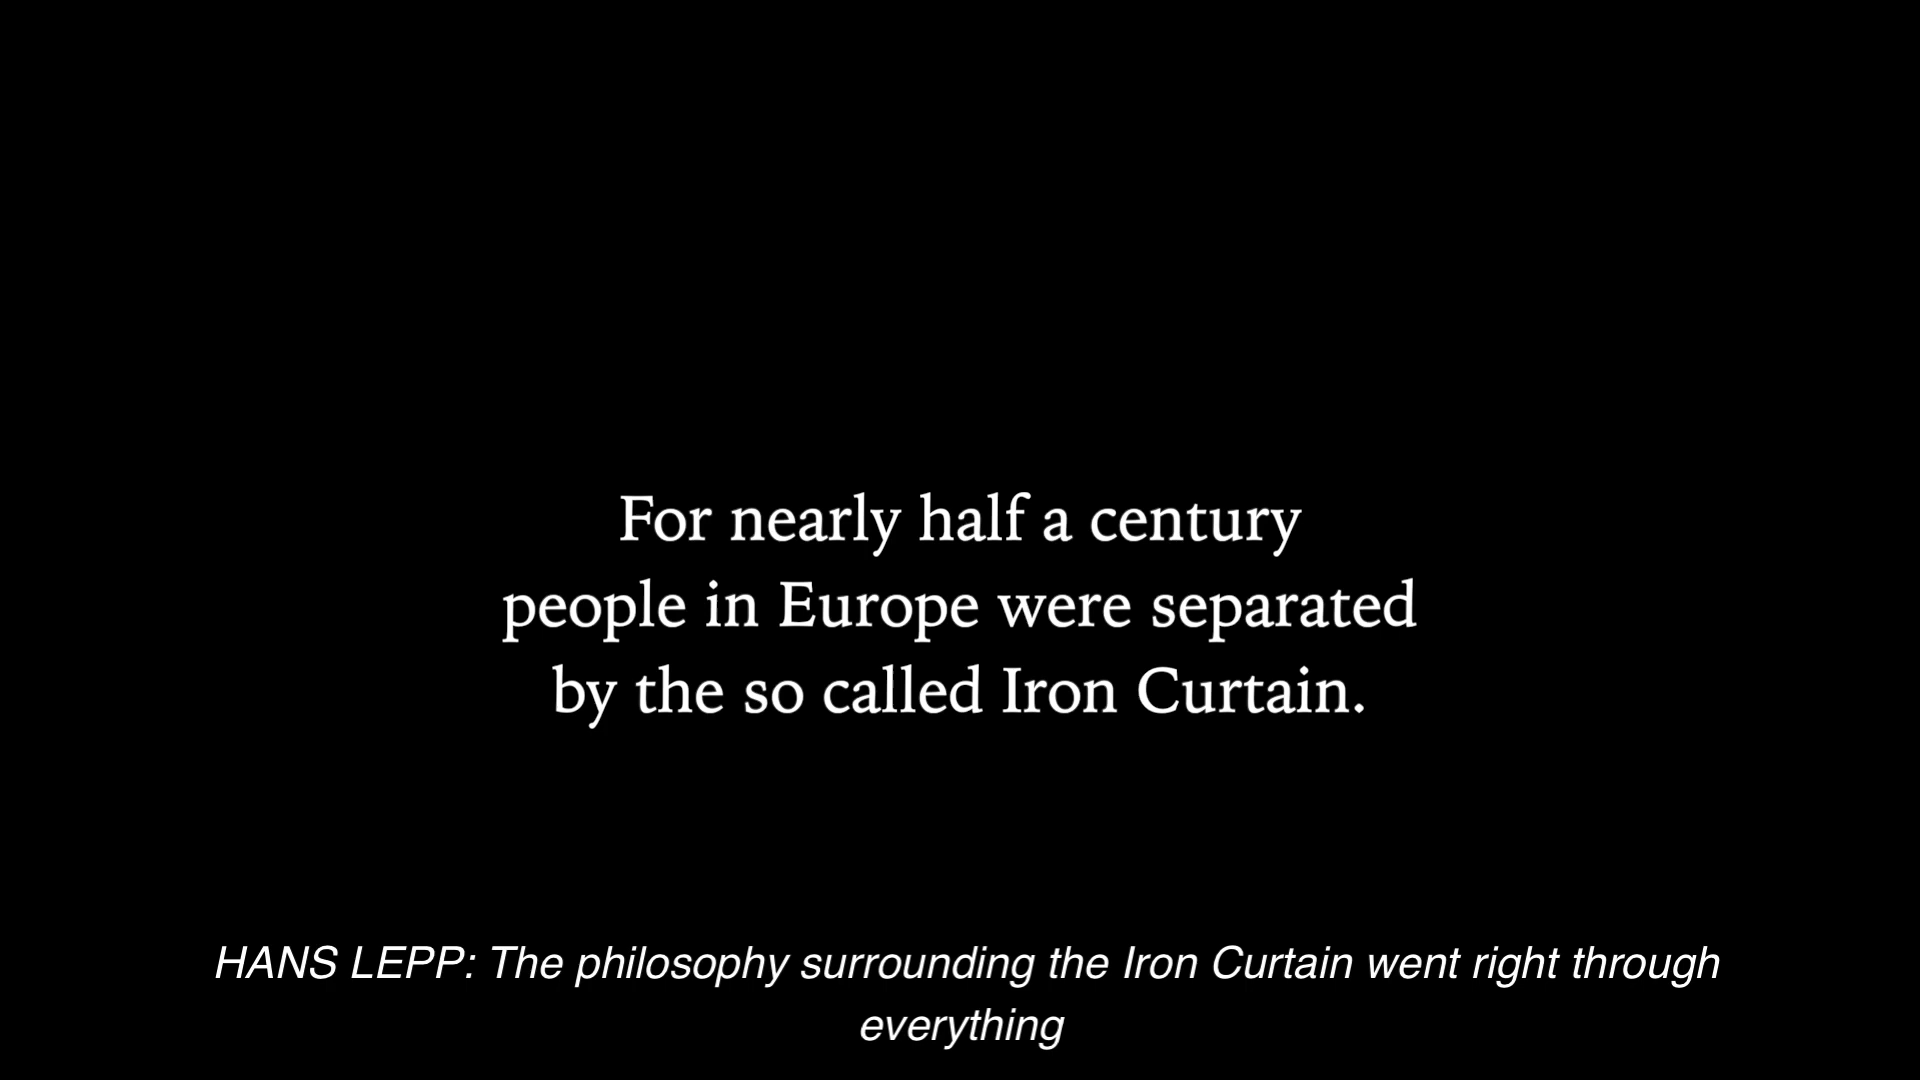 For nearly half a century
people in Europe were separated
by the so called Iron Curtain.
HANS LEPP: The philosophy surrounding the Iron Curtain went right through
everything